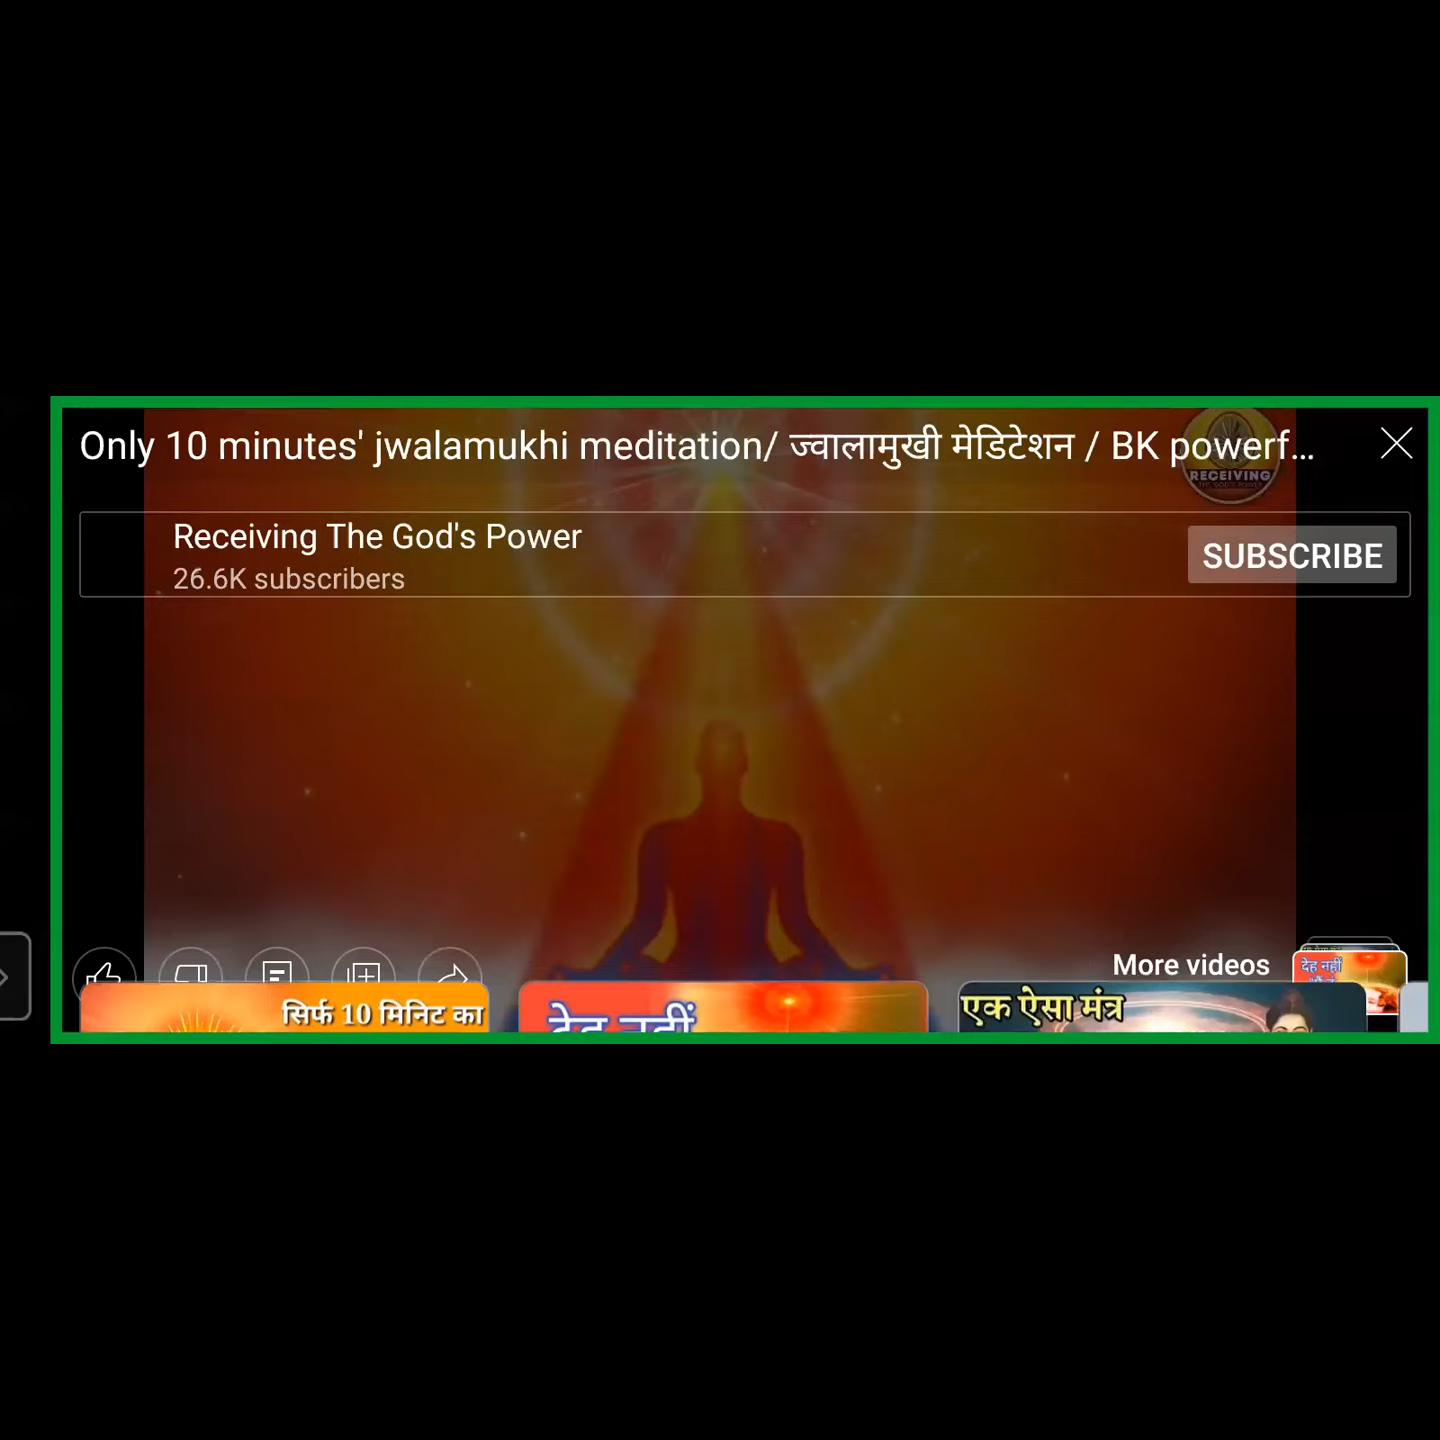 Only 10 minutes' jwalamukhi meditation/ ज्वालामुखी मेडिटेशन / BK powerf...
RECEIVING
Receiving The God's Power
26.6K subscribers
SUBSCRIBE
More videos
देह नहीं
सिर्फ 10 मिनिट का
देह नहीं
एक ऐसा मंत्र